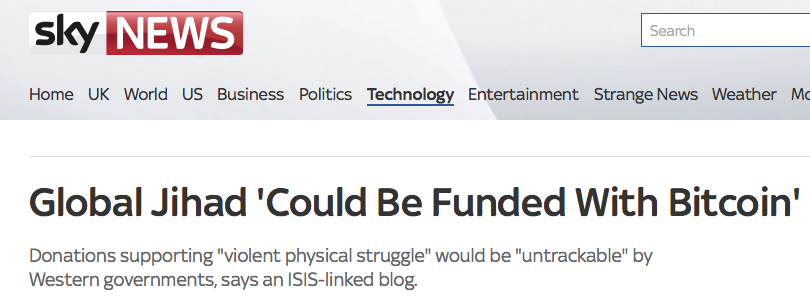 sky NEWS
Search
Home UK World US Business Politics Technology Entertainment Strange News Weather
Global Jihad 'Could Be Funded With Bitcoin'
Donations supporting "violent physical struggle" would be "untrackable" by
Western governments, says an ISIS-linked blog.